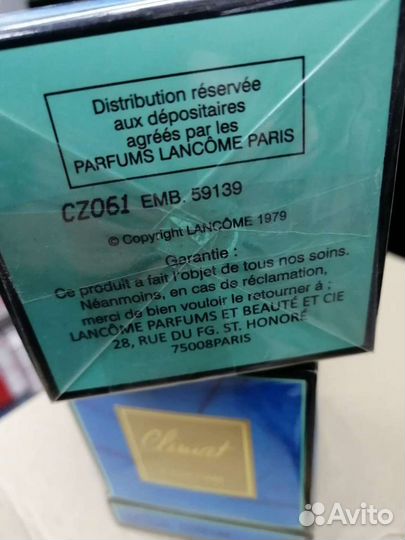 Distribution réservée
aux dépositaires
agréés par les
PARFUMS LANCÔME PARIS
CZ061 EMB. 59139
© Copyright LANCÔME 1979
Garantie :
Ce produit a fait l'objet de tous nos soins.
Néanmoins, en cas de réclamation,
merci de bien vouloir le retourner à ;
LANCÔME PARFUMS ET BEAUTÉ ET CIE
28, RUE DU FG. ST. HONORÉ
75008PARIS
Climat
Avito